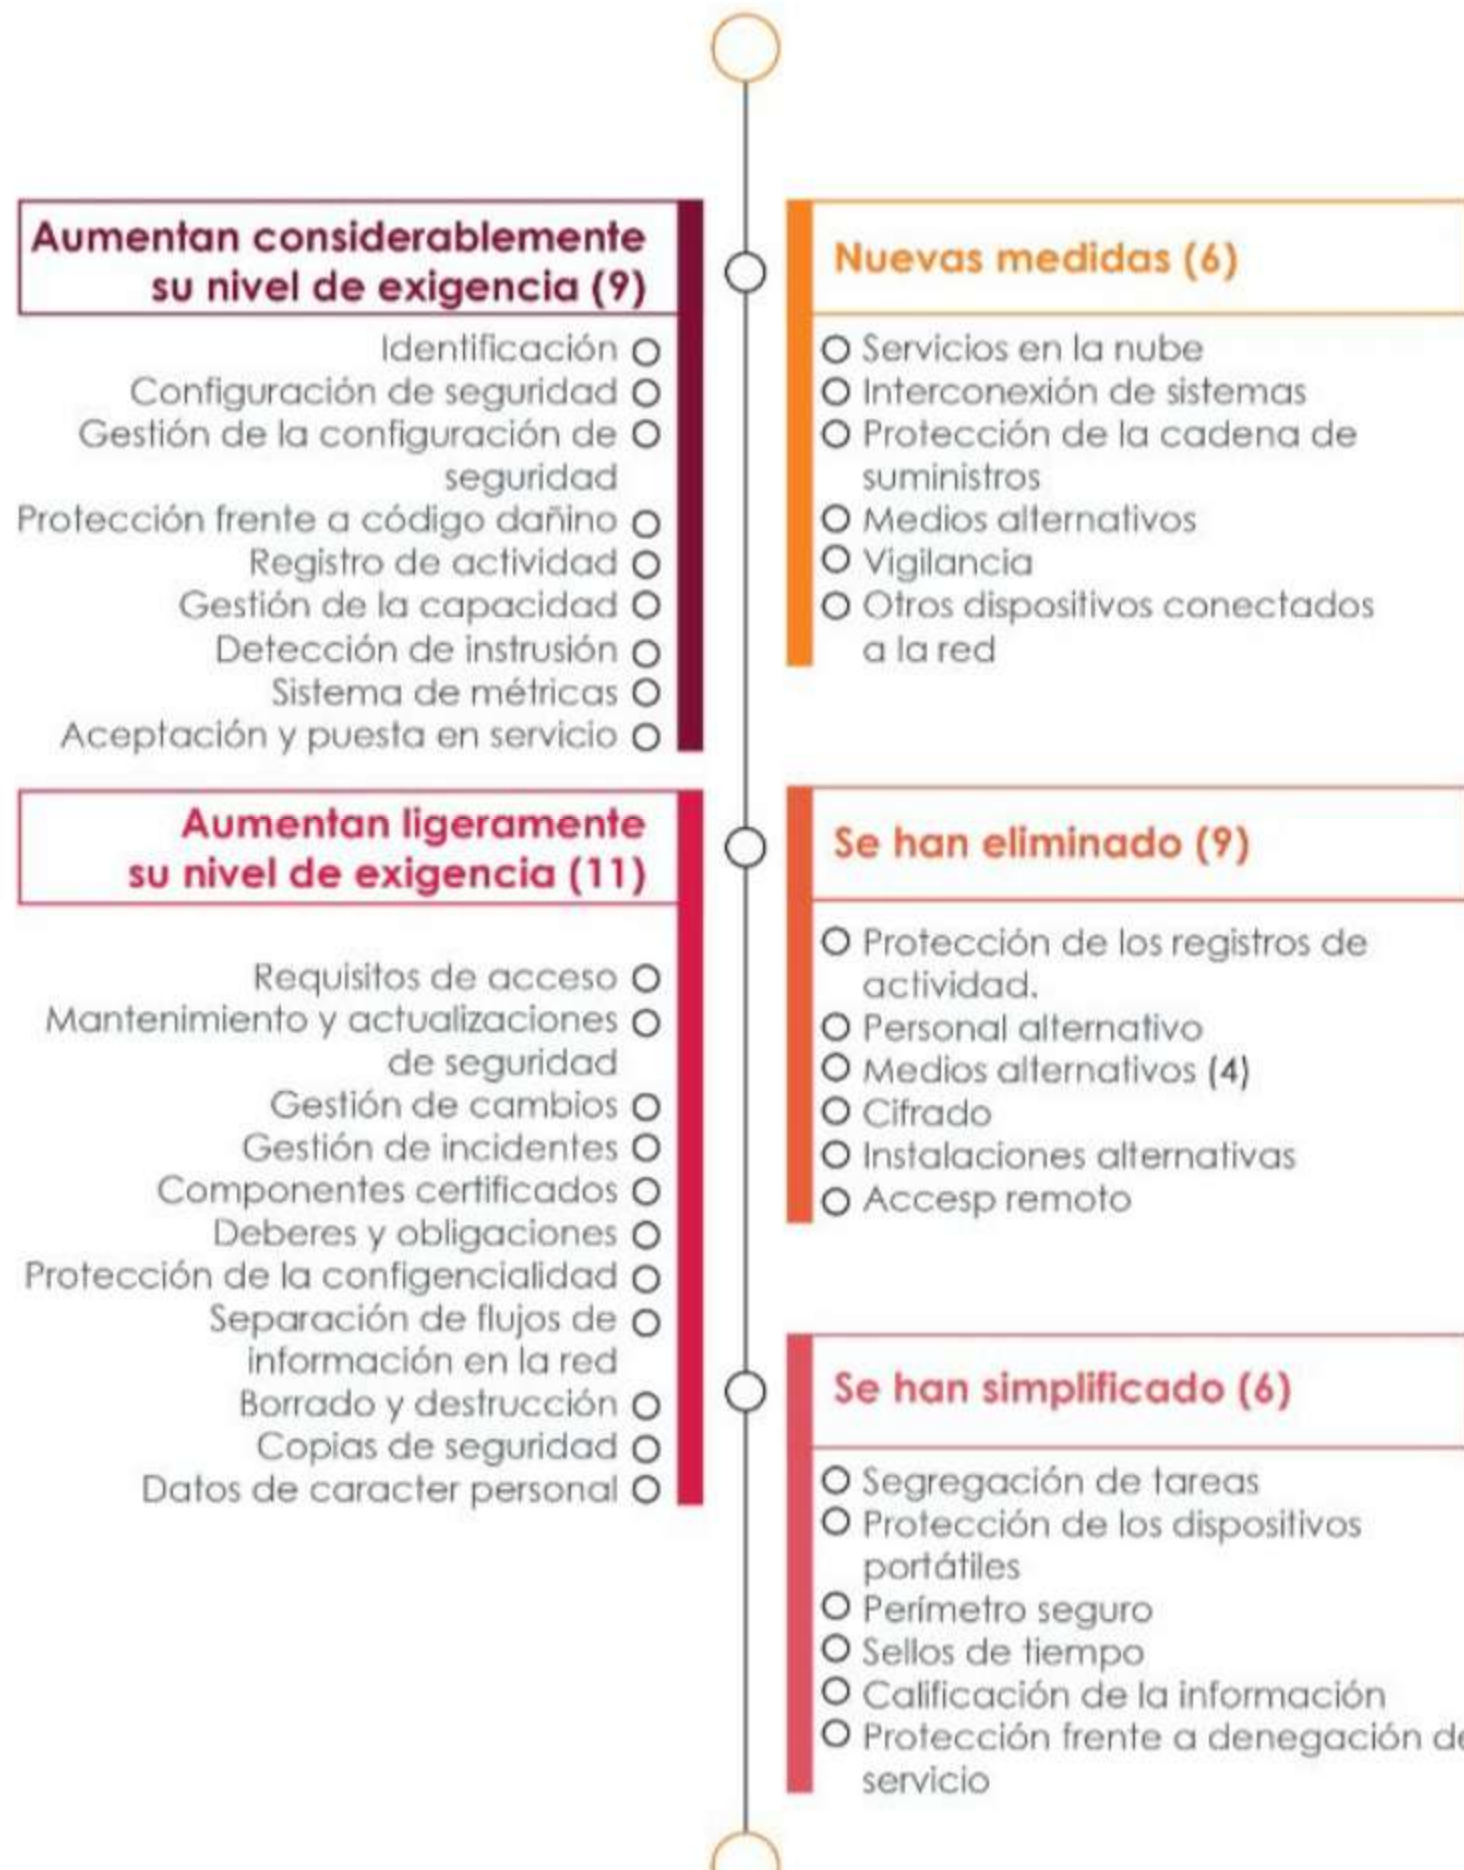 Aumentan considerablemente
su nivel de exigencia (9)
Identificación
Configuración de seguridad
Gestión de la configuración de
seguridad
Protección frente a código dañino
Registro de actividad
Gestión de la capacidad
Detección de instrusión
Sistema de métricas
Aceptación y puesta en servicio
Aumentan ligeramente
su nivel de exigencia (11)
Requisitos de acceso
Mantenimiento y actualizaciones
de seguridad
Gestión de cambios
Gestión de incidentes
Componentes certificados
Deberes y obligaciones
Protección de la configencialidad
Separación de flujos de
información en la red
Borrado y destrucción
Copias de seguridad
Datos de caracter personal
Nuevas medidas (6)
Servicios en la nube
Interconexión de sistemas
Protección de la cadena de
suministros
Medios alternativos
Vigilancia
Otros dispositivos conectados
a la red
Se han eliminado (9)
Protección de los registros de
actividad.
Personal alternativo
Medios alternativos (4)
Cifrado
Instalaciones alternativas
Accesp remoto
Se han simplificado (6)
Segregación de tareas
Protección de los dispositivos
portátiles
Perímetro seguro
Sellos de tiempo
Calificación de la información
Protección frente a denegación de
servicio